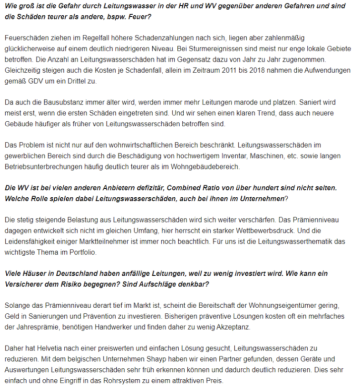 Wie groß ist die Gefahr durch Leitungswasser in der HR und WV gegenüber anderen Gefahren und sind
die Schäden teurer als andere, bspw. Feuer?
Feuerschäden ziehen im Regelfall höhere Schadenzahlungen nach sich, liegen aber zahlenmäßig
glücklicherweise auf einem deutlich niedrigeren Niveau. Bei Sturmereignissen sind meist nur enge lokale Gebiete
betroffen. Die Anzahl an Leitungswasserschäden hat im Gegensatz dazu von Jahr zu Jahr zugenommen.
Gleichzeitig steigen auch die Kosten je Schadenfall, allein im Zeitraum 2011 bis 2018 nahmen die Aufwendungen
gemäß GDV um ein Drittel zu.
Da auch die Bausubstanz immer älter wird, werden immer mehr Leitungen marode und platzen. Saniert wird
meist erst, wenn die ersten Schäden eingetreten sind. Und wir sehen einen klaren Trend, dass auch neuere
Gebäude häufiger als früher von Leitungswasserschäden betroffen sind.
Das Problem ist nicht nur auf den wohnwirtschaftlichen Bereich beschränkt. Leitungswasserschäden im
gewerblichen Bereich sind durch die Beschädigung von hochwertigem Inventar, Maschinen, etc. sowie langen
Betriebsunterbrechungen häufig deutlich teurer als im Wohngebäudebereich.
Die WV ist bei vielen anderen Anbietern defizitär, Combined Ratio von über hundert sind nicht selten.
Welche Rolle spielen dabei Leitungswasserschäden, auch bei ihnen im Unternehmen?
Die stetig steigende Belastung aus Leitungswasserschäden wird sich weiter verschärfen. Das Prämienniveau
dagegen entwickelt sich nicht im gleichen Umfang, hier herrscht ein starker Wettbewerbsdruck. Und die
Leidensfähigkeit einiger Marktteilnehmer ist immer noch beachtlich. Für uns ist die Leitungswasserthematik das
wichtigste Thema im Portfolio.
Viele Häuser in Deutschland haben anfällige Leitungen, weil zu wenig investiert wird. Wie kann ein
Versicherer dem Risiko begegnen? Sind Aufschläge denkbar?
Solange das Prämienniveau derart tief im Markt ist, scheint die Bereitschaft der Wohnungseigentümer gering,
Geld in Sanierungen und Prävention zu investieren. Bisherigen präventive Lösungen kosten oft ein mehrfaches
der Jahresprämie, benötigen Handwerker und finden daher zu wenig Akzeptanz.
Daher hat Helvetia nach einer preiswerten und einfachen Lösung gesucht, Leitungswasserschäden zu
reduzieren. Mit dem belgischen Unternehmen Shayp haben wir einen Partner gefunden, dessen Geräte und
Auswertungen Leitungswasserschäden sehr früh erkennen können und dadurch deutlich reduzieren. Dies sehr
einfach und ohne Eingriff in das Rohrsystem zu einem attraktiven Preis.